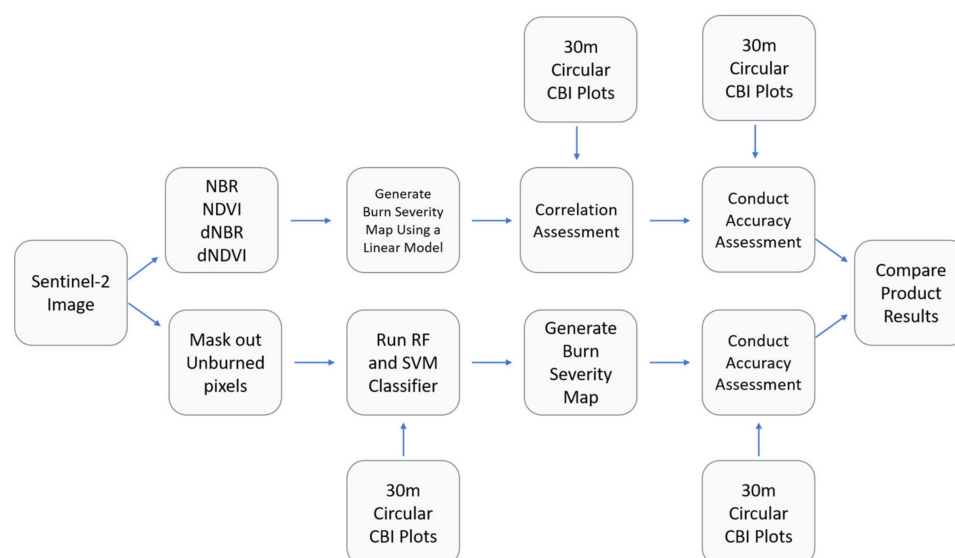 30m
Circular
CBI Plots
30m
Circular
CBI Plots
NBR
NDVI
dNBR
dNDVI
Generate
Burn Severity
Map Using a
Linear Model
Correlation
Assessment
Conduct
Accuracy
Assessment
Sentinel-2
Image
Compare
Product
Results
Mask out
Unburned
pixels
Run RF
and SVM
Classifier
Generate
Burn
Severity
Map
Conduct
Accuracy
Assessment
30m
Circular
CBI Plots
30m
Circular
CBI Plots